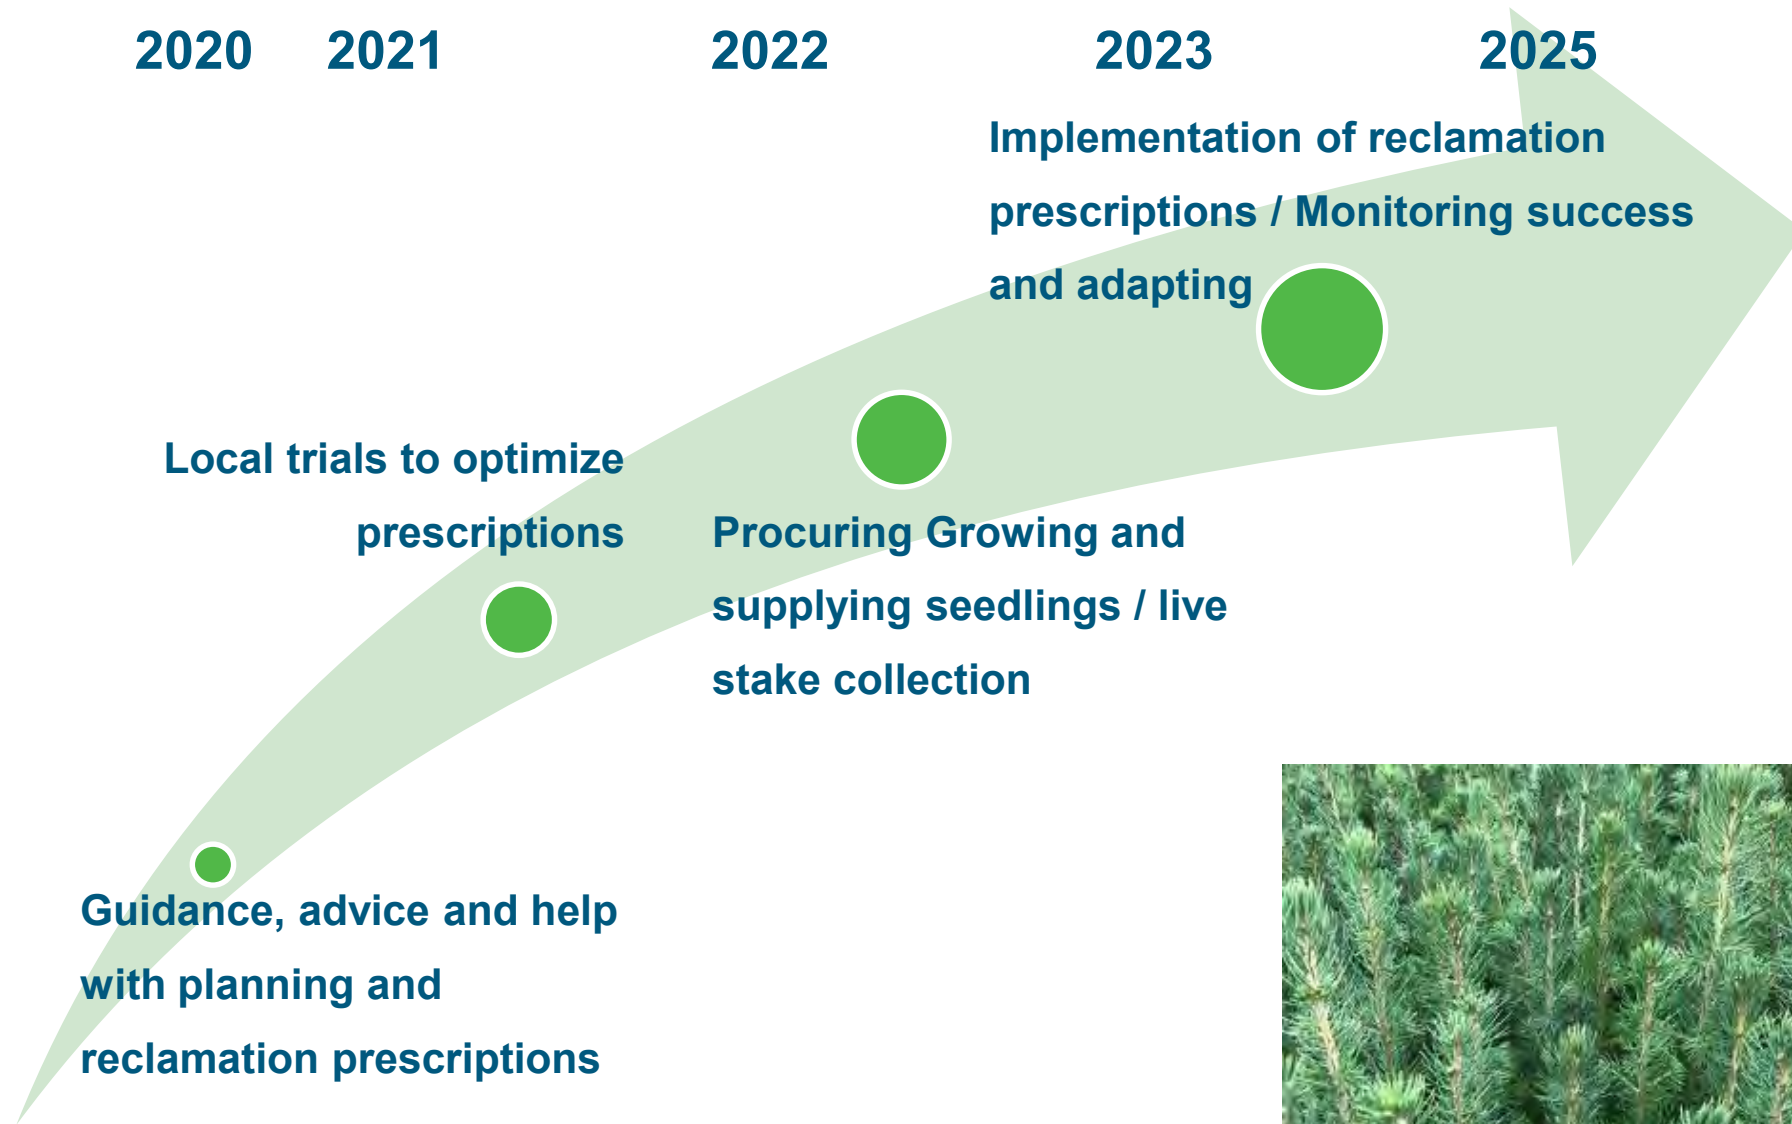 2020 2021 2022 2023 2025
Implementation of reclamation
prescriptions / Monitoring success
and adapting
Local trials to optimize
prescriptions
Procuring Growing and
supplying seedlings / live
stake collection
Guidance, advice and help
with planning and
reclamation prescriptions